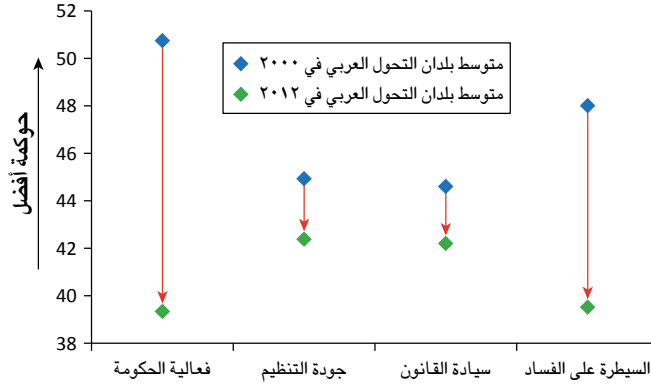 52
50
48
46
44
42
40
38
حوكمة أفضل
متوسط بلدان التحول العربي في ٢٠٠٠
متوسط بلدان التحول العربي في ٢٠١٢
فعالية الحكومة
جودة التنظيم
سيادة القانون
السيطرة على الفساد